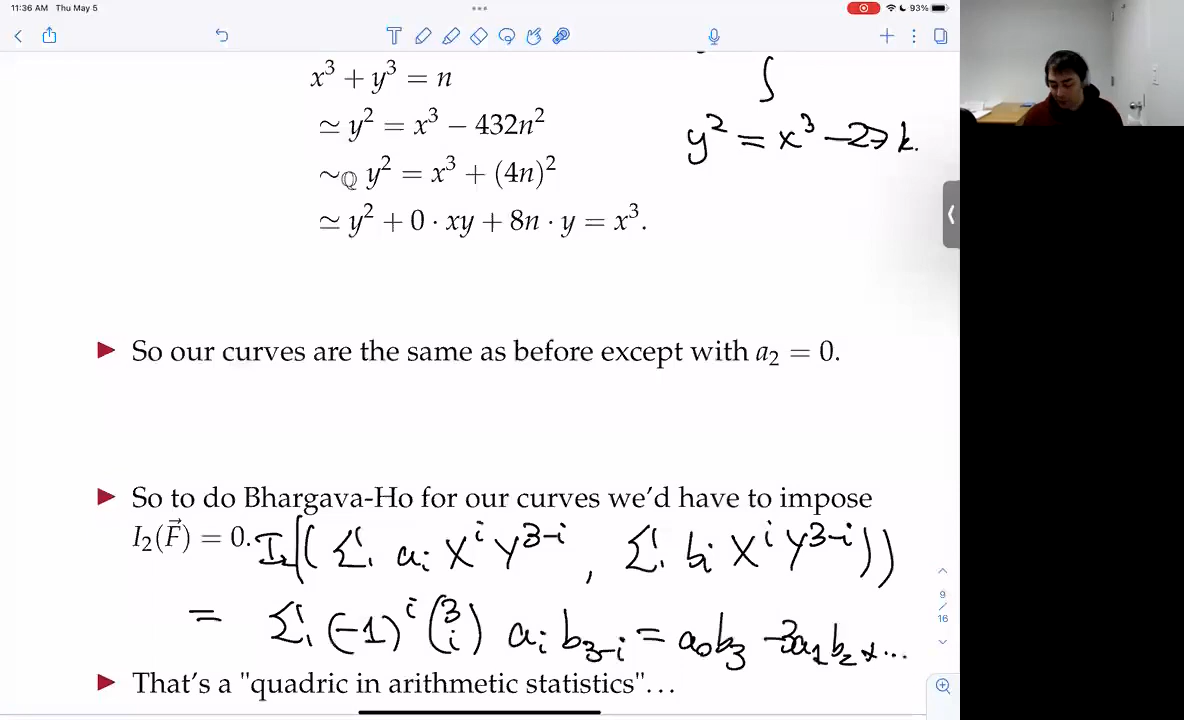 11:36 AM Thu May 5
93%
x³ + y³ = n
≃ y² = x³ − 432n²
∼ℚ y² = x³ + (4n)²
≃ y² + 0 · xy + 8n · y = x³.
∫
y² = x³ − 27 k.
▶ So our curves are the same as before except with a₂ = 0.
▶ So to do Bhargava-Ho for our curves we'd have to impose
I₂(F⃗) = 0. I₂((Σ aᵢ Xⁱ Y³⁻ⁱ , Σ bᵢ Xⁱ Y³⁻ⁱ))
= Σ (−1)ⁱ (3 i) aᵢ b₃₋ᵢ = a₀b₃ − 3a₁b₂ + ...
▶ That's a "quadric in arithmetic statistics"...
9
/
16